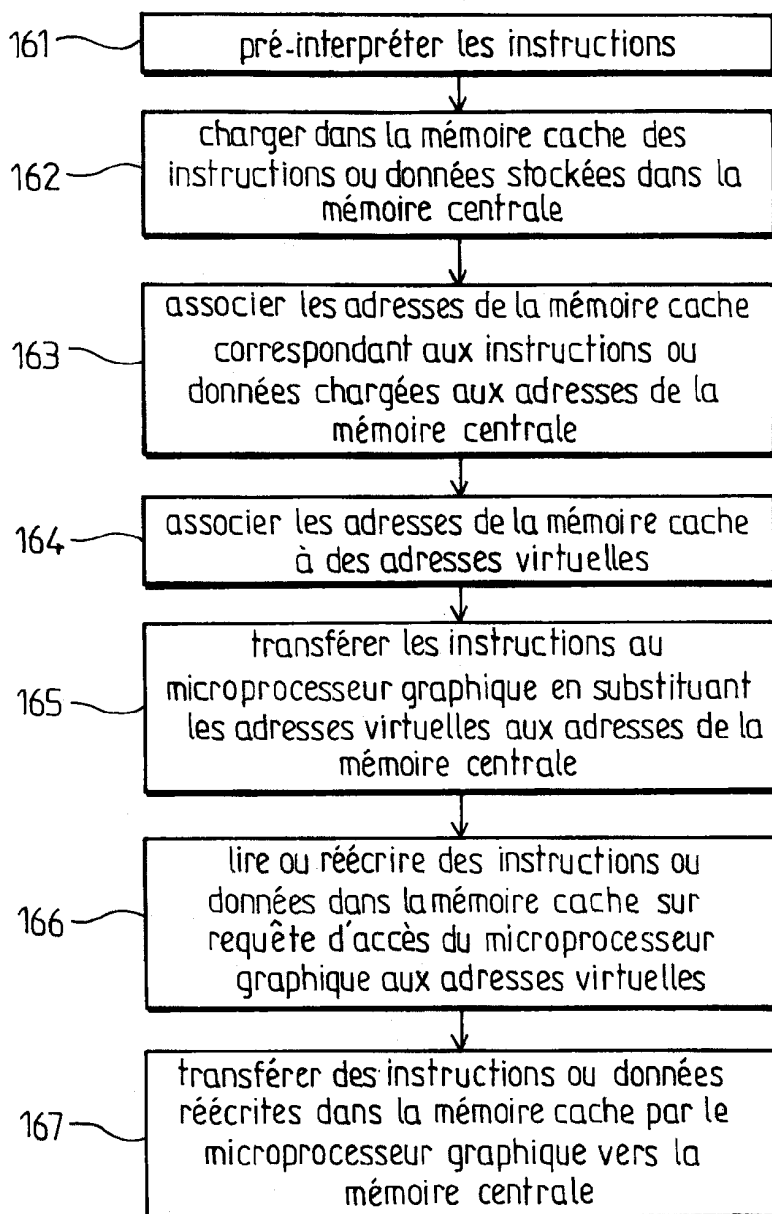 161
pré-interpréter les instructions
162
charger dans la mémoire cache des
instructions ou données stockées dans la
mémoire centrale
163
associer les adresses de la mémoire cache
correspondant aux instructions ou
données chargées aux adresses de la
mémoire centrale
164
associer les adresses de la mémoire cache
à des adresses virtuelles
165
transférer les instructions au
microprocesseur graphique en substituant
les adresses virtuelles aux adresses de la
mémoire centrale
166
lire ou réécrire des instructions ou
données dans la mémoire cache sur
requête d'accès du microprocesseur
graphique aux adresses virtuelles
167
transférer des instructions ou données
réécrites dans la mémoire cache par le
microprocesseur graphique vers la
mémoire centrale